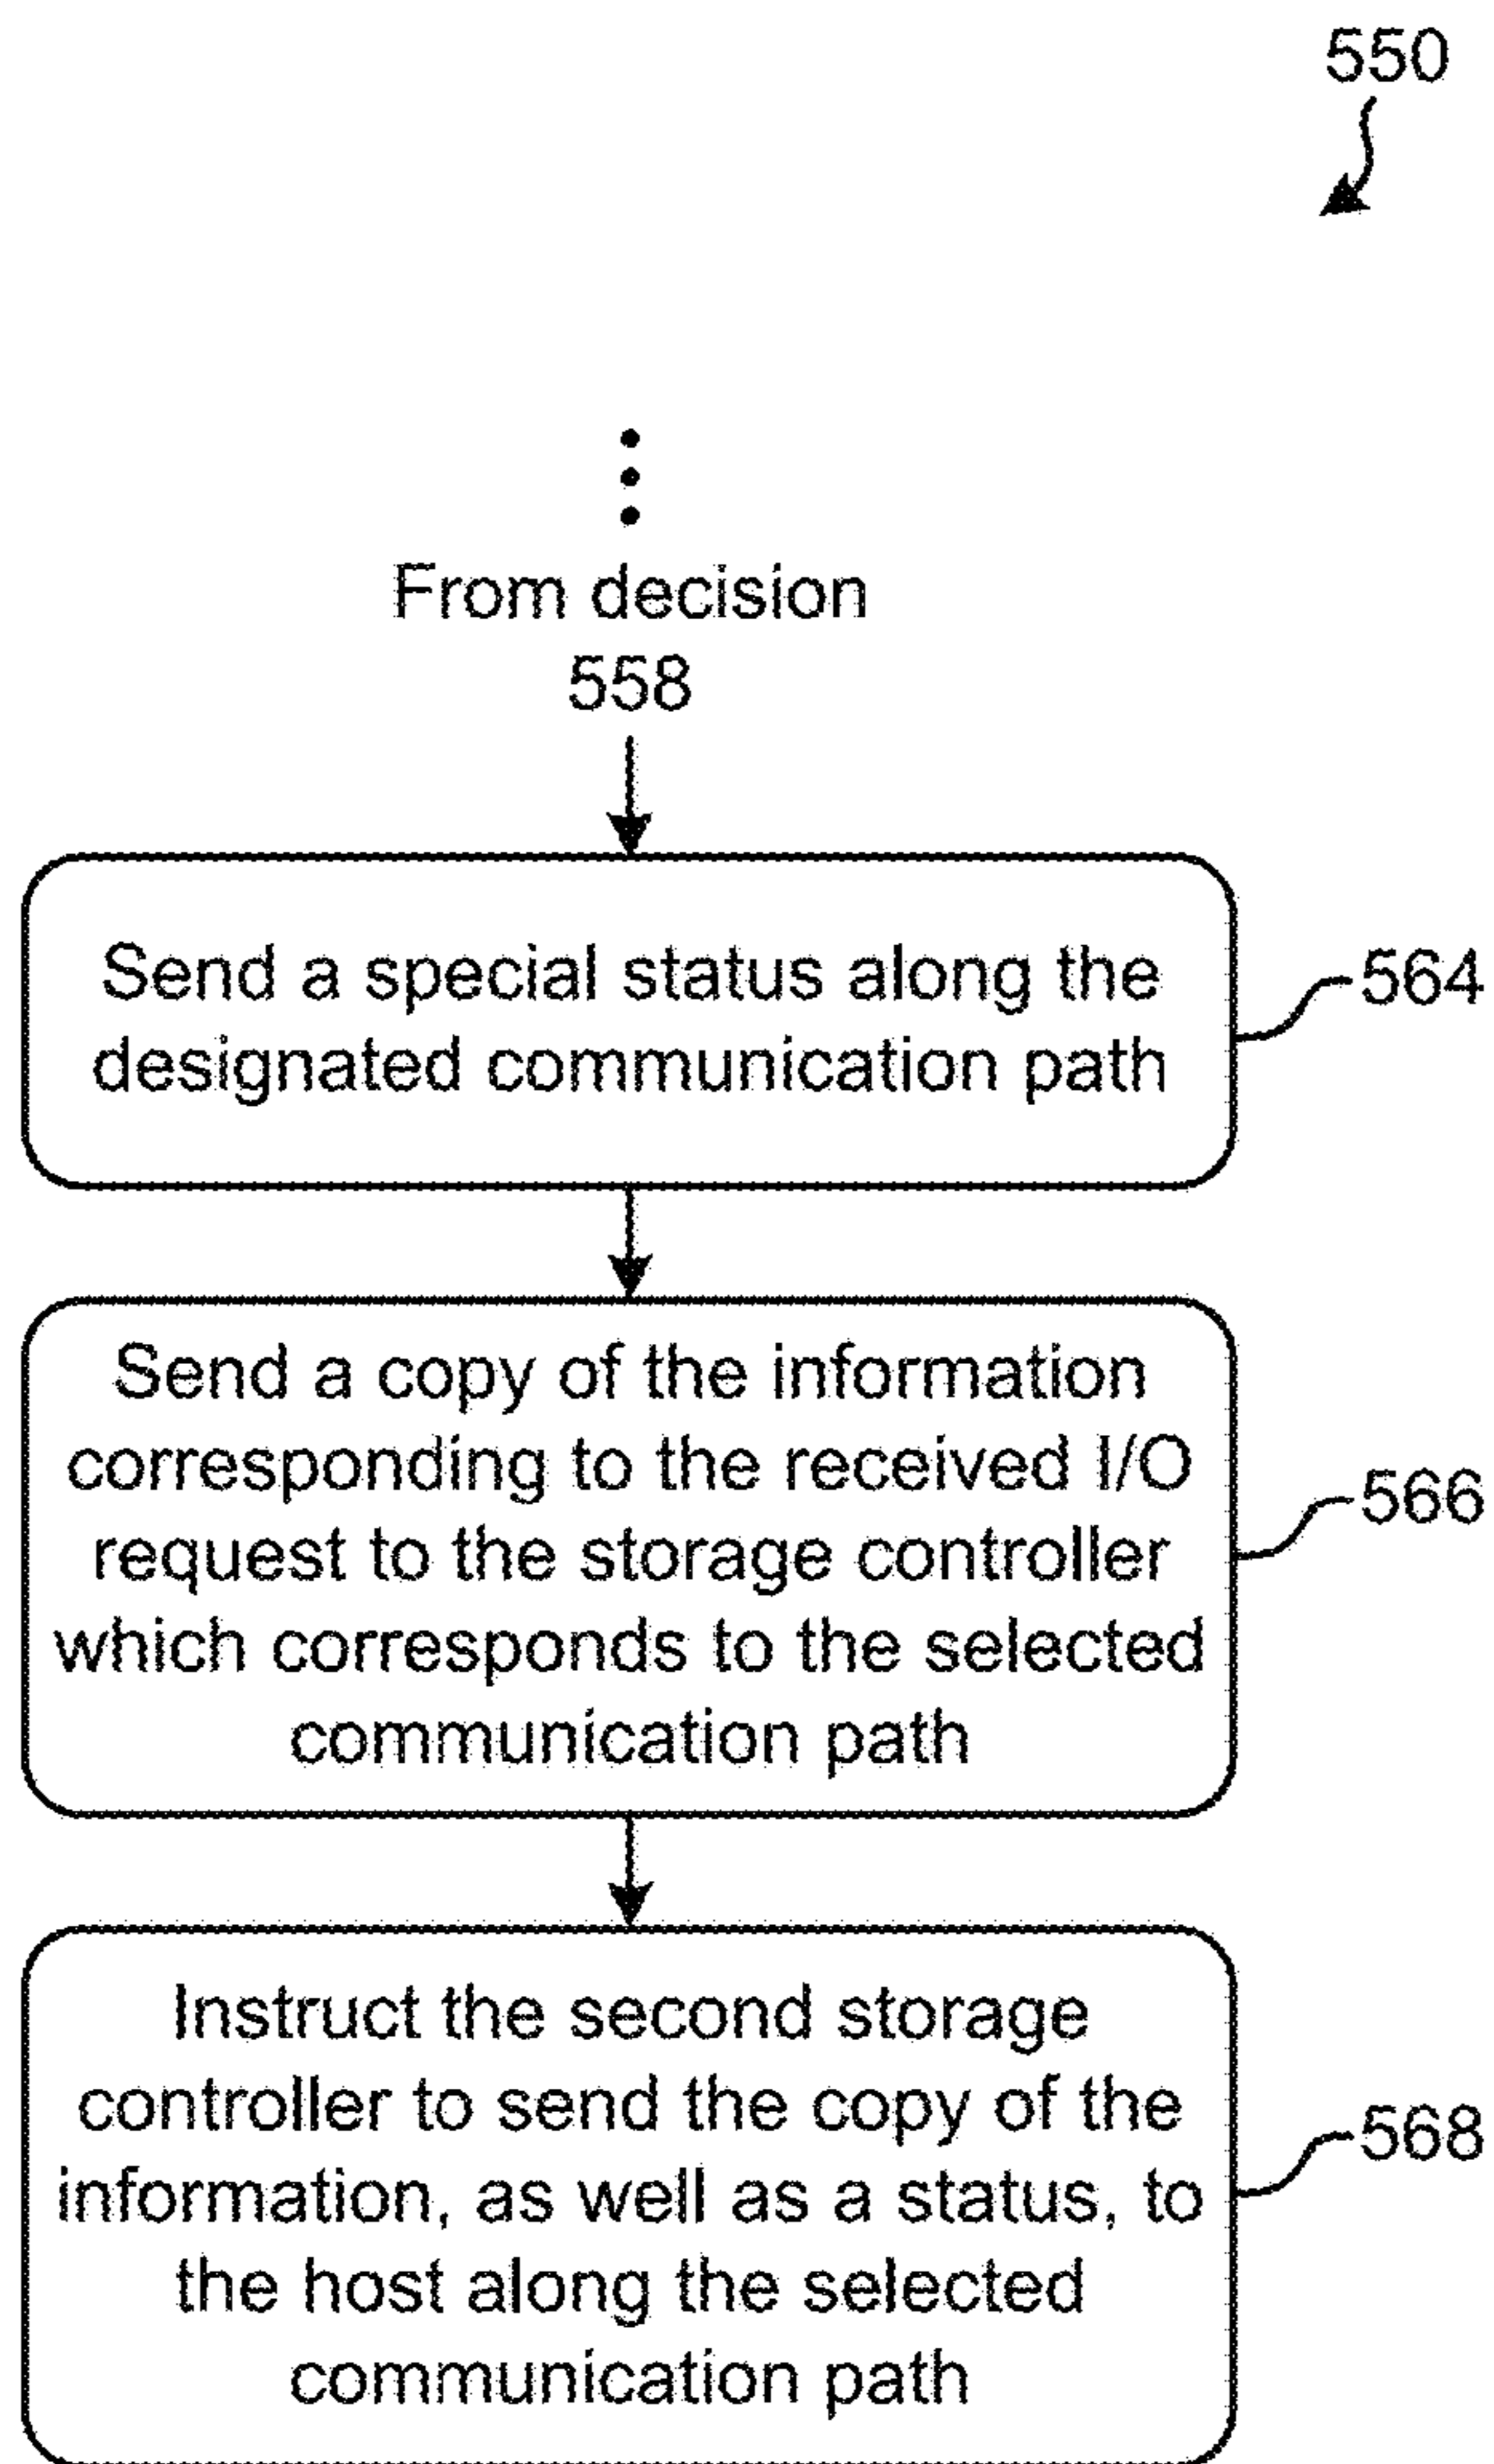 550
From decision
558
Send a special status along the
designated communication path
564
Send a copy of the information
corresponding to the received I/O
request to the storage controller
which corresponds to the selected
communication path
566
Instruct the second storage
controller to send the copy of the
information, as well as a status, to
the host along the selected
communication path
568